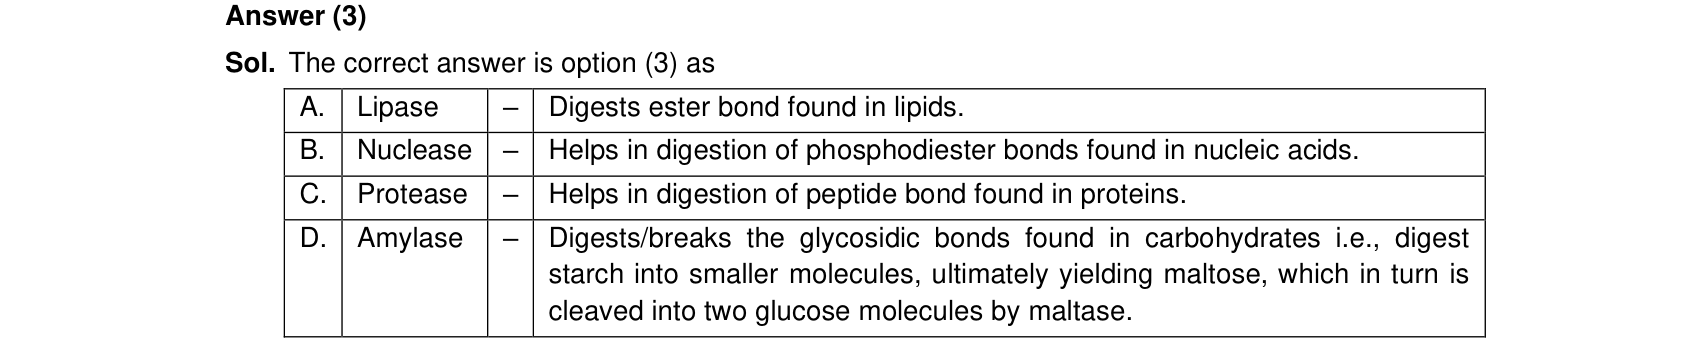 Answer (3)
Sol. The correct answer is option (3) as
A. Lipase – Digests ester bond found in lipids.
B. Nuclease – Helps in digestion of phosphodiester bonds found in nucleic acids.
C. Protease – Helps in digestion of peptide bond found in proteins.
D. Amylase – Digests/breaks the glycosidic bonds found in carbohydrates i.e., digest
starch into smaller molecules, ultimately yielding maltose, which in turn is
cleaved into two glucose molecules by maltase.